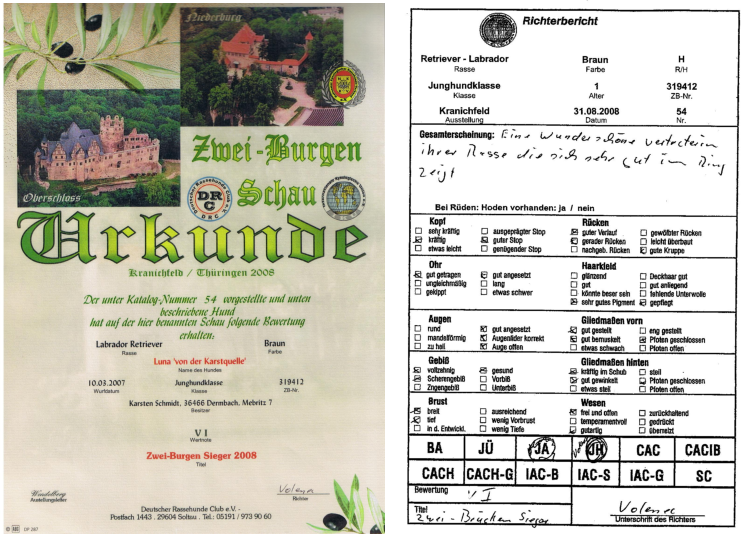 Niederburg
Oberschloss
Zwei-Burgen
Schau
DRC
Urkunde
Kranichfeld / Thüringen 2008
Der unter Katalog-Nummer 54 vorgestellte und unten
beschriebene Hund
hat auf der hier benannten Schau folgende Bewertung
erhalten:
Labrador Retriever Braun
Rasse Farbe
Luna 'von der Karstquelle'
Name des Hundes
10.03.2007 Junghundklasse 319412
Wurfdatum Klasse ZB-Nr.
Karsten Schmidt, 36466 Dermbach, Mebritz 7
Besitzer
V I
Wertnote
Zwei-Burgen Sieger 2008
Titel
Ausstellungsleiter
Richter
Deutscher Rassehunde Club e.V. -
Postfach 1443 . 29604 Soltau . Tel.: 05191 / 973 90 60
Richterbericht
Retriever - Labrador Braun H
Rasse Farbe R/H
Junghundklasse 1 319412
Klasse Alter ZB-Nr.
Kranichfeld 31.08.2008 54
Ausstellung Datum Nr.
Gesamterscheinung: Eine wunderschöne vertreterin
ihrer Rasse die sich sehr gut im Ring
zeigt
Bei Rüden: Hoden vorhanden: ja / nein
Kopf
sehr kräftig ausgeprägter Stop
kräftig guter Stop
etwas leicht genügender Stop
Rücken
guter Verlauf gewölbter Rücken
gerader Rücken leicht überbaut
nachgeb. Rücken gute Kruppe
Ohr
gut getragen gut angesetzt
ungleichmäßig lang
gekippt etwas schwer
Haarkleid
glänzend Deckhaar gut
gut gut anliegend
könnte besser sein fehlende Unterwolle
sehr gutes Pigment gepflegt
Augen
rund gut angesetzt
mandelförmig Augenlider korrekt
zu hell Auge offen
Gliedmaßen vorn
gut gestellt eng gestellt
gut bemuskelt Pfoten geschlossen
etwas schwach Pfoten offen
Gebiß
vollzahnig gesund
Scherengebiß Vorbiß
Zngengebiß Unterbiß
Gliedmaßen hinten
kräftig im Schub steil
gut gewinkelt Pfoten geschlossen
etwas steil Pfoten offen
Brust
breit ausreichend
tief wenig Vorbrust
in d. Entwickl. wenig Tiefe
Wesen
frei und offen zurückhaltend
temperamentvoll gedrückt
gutartig überreizt
BA JÜ JA JH CAC CACIB
CACH CACH-G IAC-B IAC-S IAC-G SC
Bewertung V I
Titel
Zwei-Brücken Sieger
Unterschrift des Richters